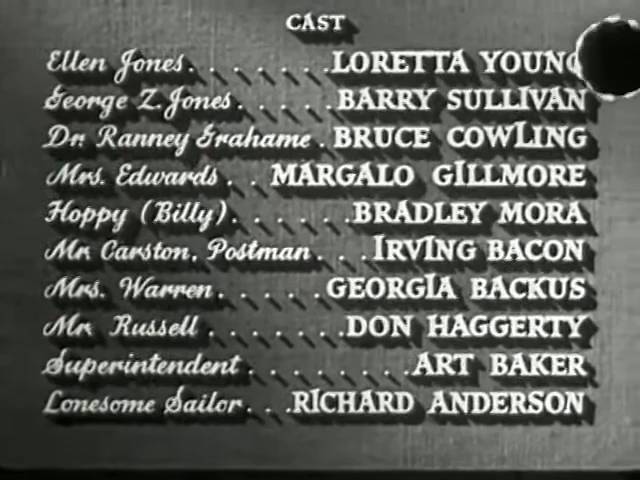 CAST
Ellen Jones. . . . . . .LORETTA YOUNG
George Z. Jones. . . . . BARRY SULLIVAN
Dr. Ranney Grahame . BRUCE COWLING
Mrs. Edwards . . MARGALO GILLMORE
Hoppy (Billy). . . . . .BRADLEY MORA
Mr. Carston, Postman . . . IRVING BACON
Mrs. Warren. . . . . GEORGIA BACKUS
Mr. Russell . . . . . . .DON HAGGERTY
Superintendent . . . . . . . .ART BAKER
Lonesome Sailor. . .RICHARD ANDERSON